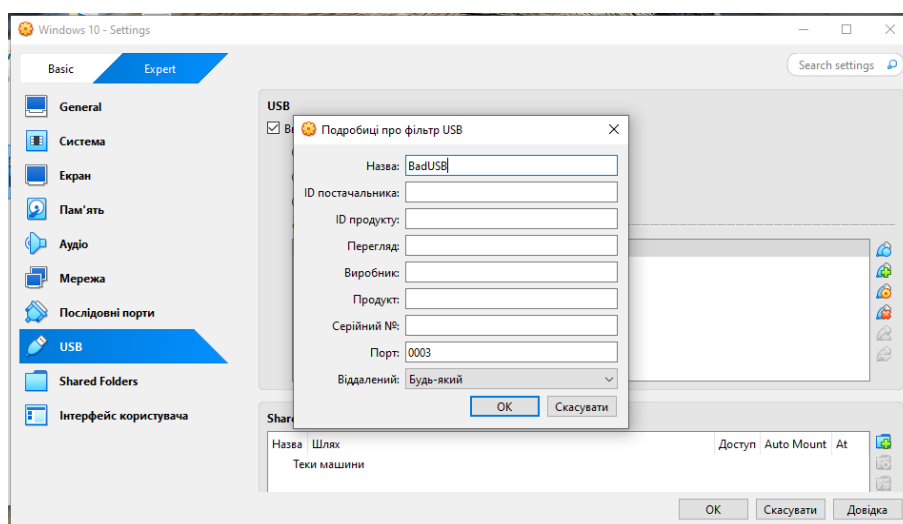 Windows 10 - Settings
Basic
Expert
Search settings
General
Система
Екран
Пам'ять
Аудіо
Мережа
Послідовні порти
USB
Shared Folders
Інтерфейс користувача
USB
Подробиці про фільтр USB
Назва: BadUSB
ID постачальника:
ID продукту:
Перегляд:
Виробник:
Продукт:
Серійний №:
Порт: 0003
Віддалений: Будь-який
ОК Скасувати
Назва Шлях Доступ Auto Mount At
Теки машини
ОК Скасувати Довідка